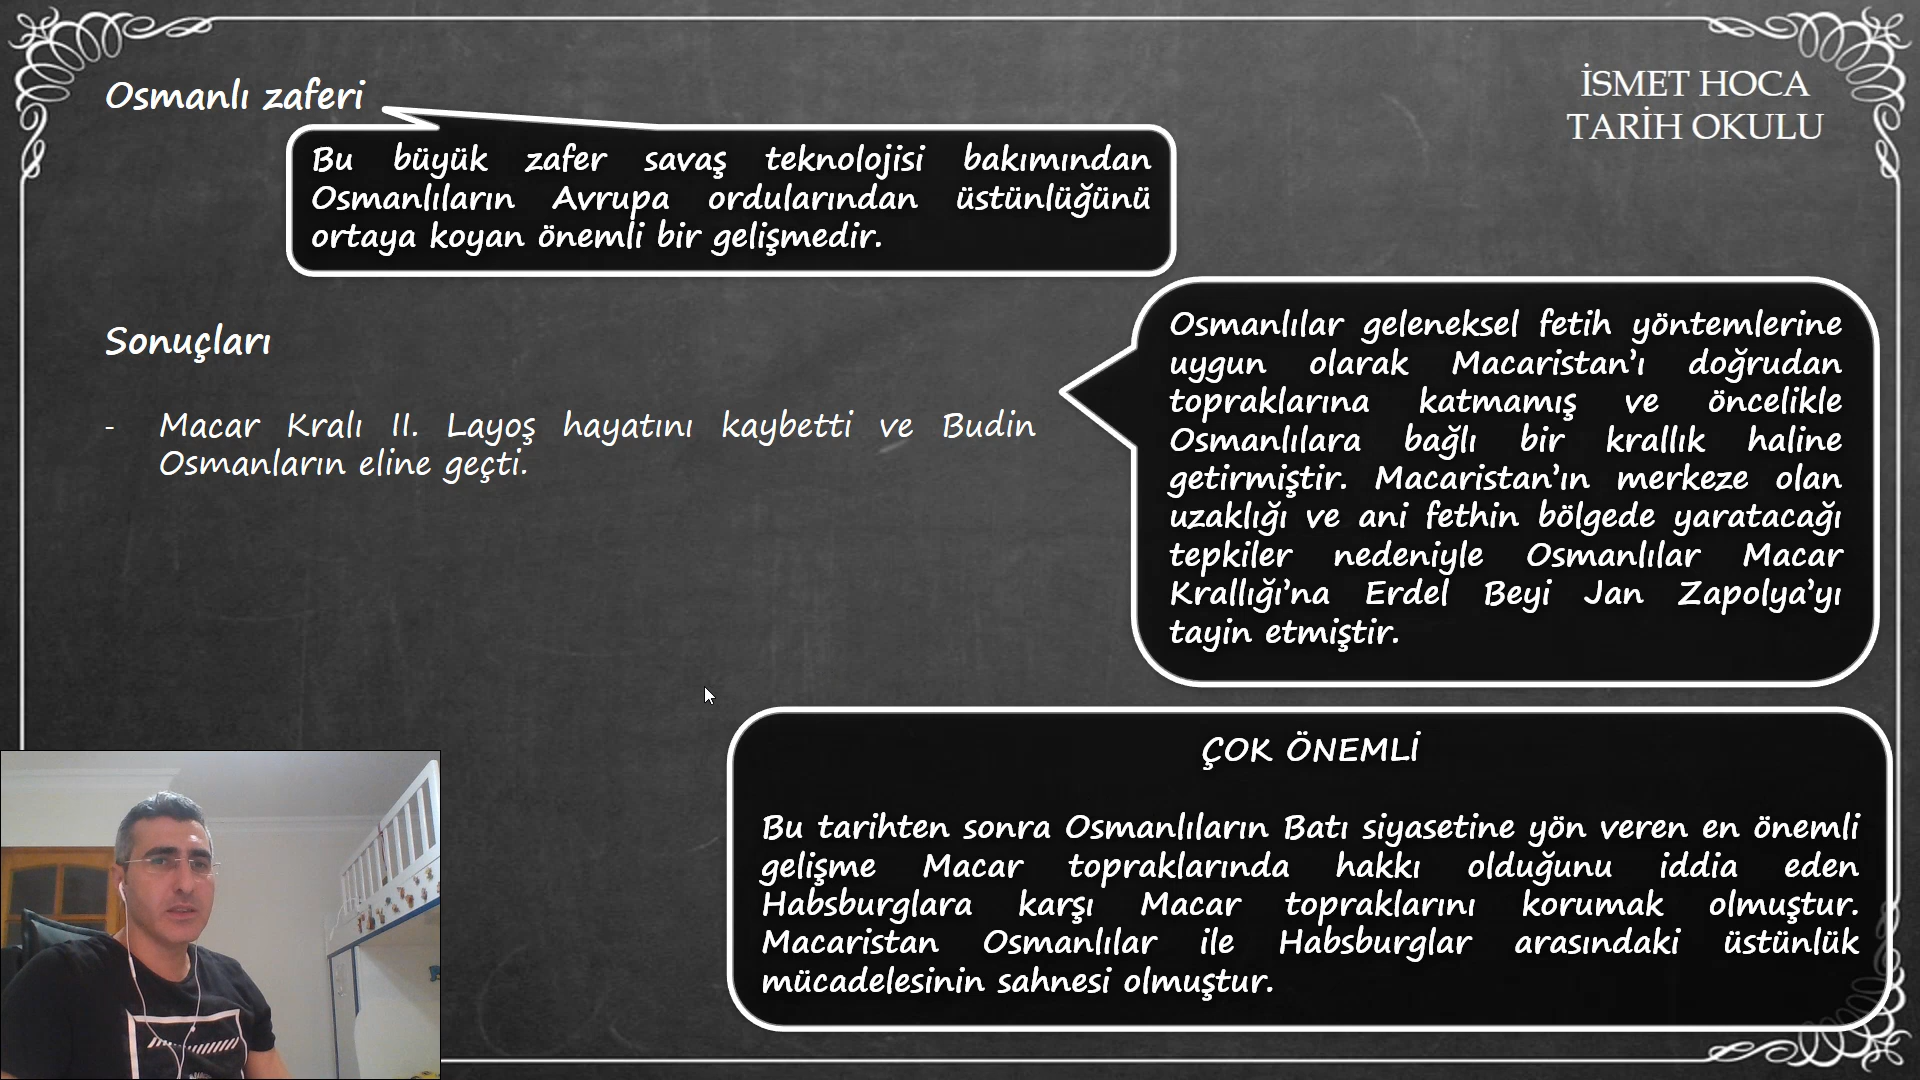 Osmanlı zaferi
İSMET HOCA
TARİH OKULU
Bu büyük zafer savaş teknolojisi bakımından
Osmanlıların Avrupa ordularından üstünlüğünü
ortaya koyan önemli bir gelişmedir.
Sonuçları
- Macar Kralı II. Layoş hayatını kaybetti ve Budin
Osmanların eline geçti.
Osmanlılar geleneksel fetih yöntemlerine
uygun olarak Macaristan’ı doğrudan
topraklarına katmamış ve öncelikle
Osmanlılara bağlı bir krallık haline
getirmiştir. Macaristan’ın merkeze olan
uzaklığı ve ani fethin bölgede yaratacağı
tepkiler nedeniyle Osmanlılar Macar
Krallığı’na Erdel Beyi Jan Zapolya’yı
tayin etmiştir.
ÇOK ÖNEMLİ
Bu tarihten sonra Osmanlıların Batı siyasetine yön veren en önemli
gelişme Macar topraklarında hakkı olduğunu iddia eden
Habsburglara karşı Macar topraklarını korumak olmuştur.
Macaristan Osmanlılar ile Habsburglar arasındaki üstünlük
mücadelesinin sahnesi olmuştur.